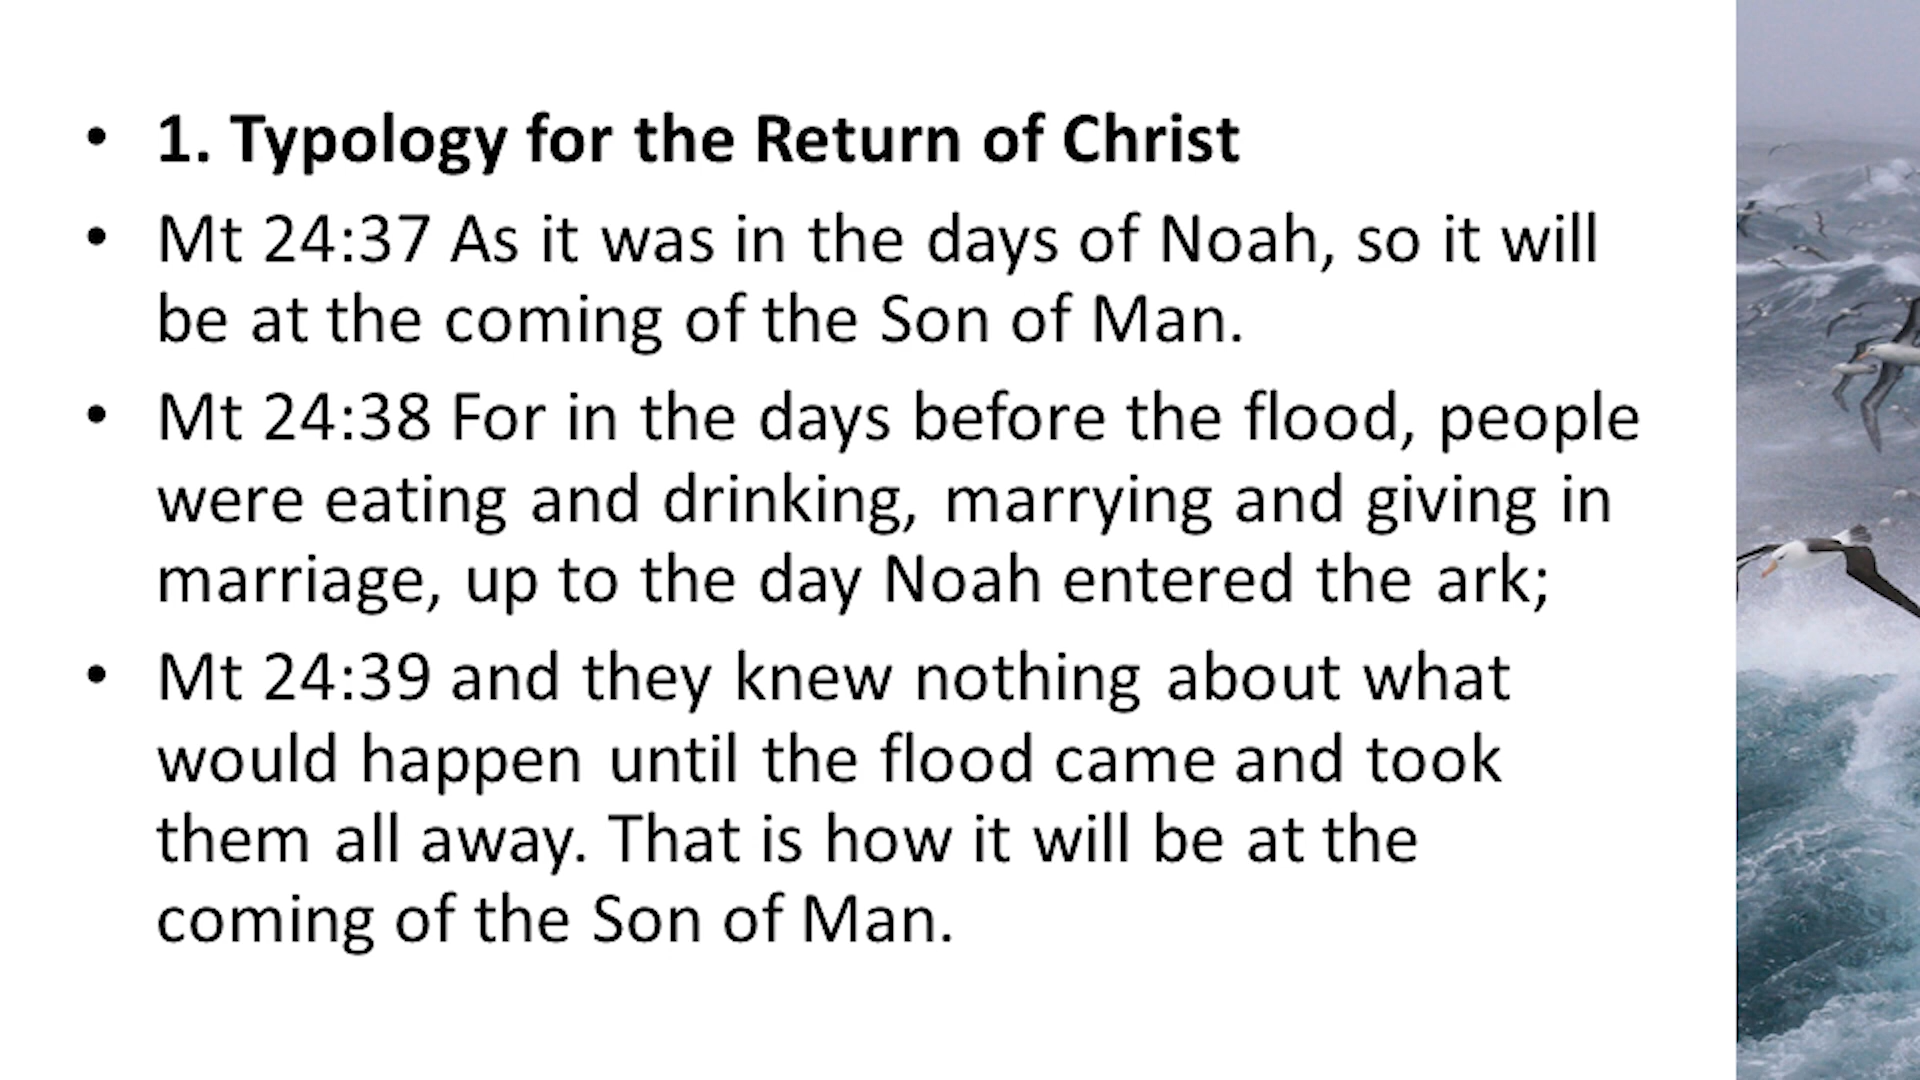 • 1. Typology for the Return of Christ
• Mt 24:37 As it was in the days of Noah, so it will
be at the coming of the Son of Man.
• Mt 24:38 For in the days before the flood, people
were eating and drinking, marrying and giving in
marriage, up to the day Noah entered the ark;
• Mt 24:39 and they knew nothing about what
would happen until the flood came and took
them all away. That is how it will be at the
coming of the Son of Man.